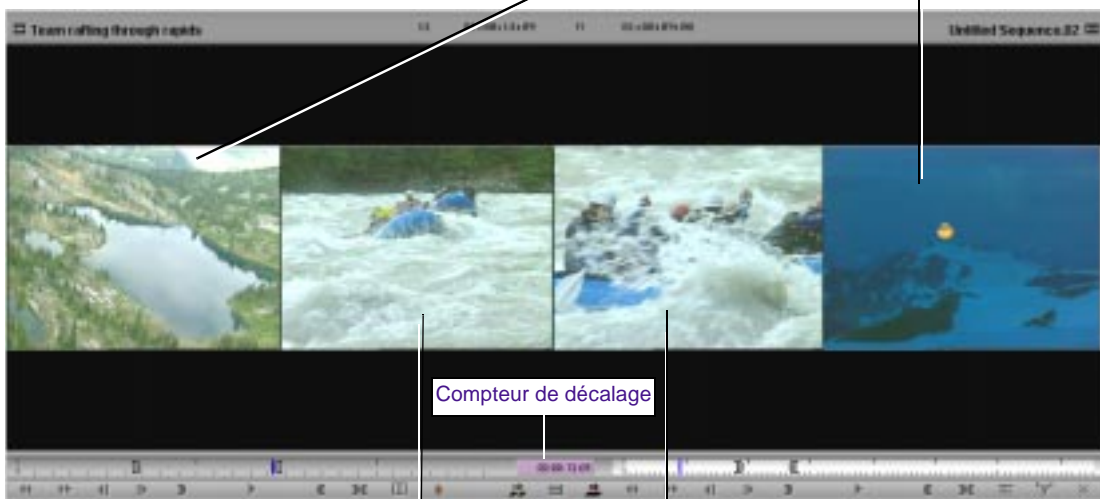 Team rafting through rapids
Untitled Sequence.02
Compteur de décalage